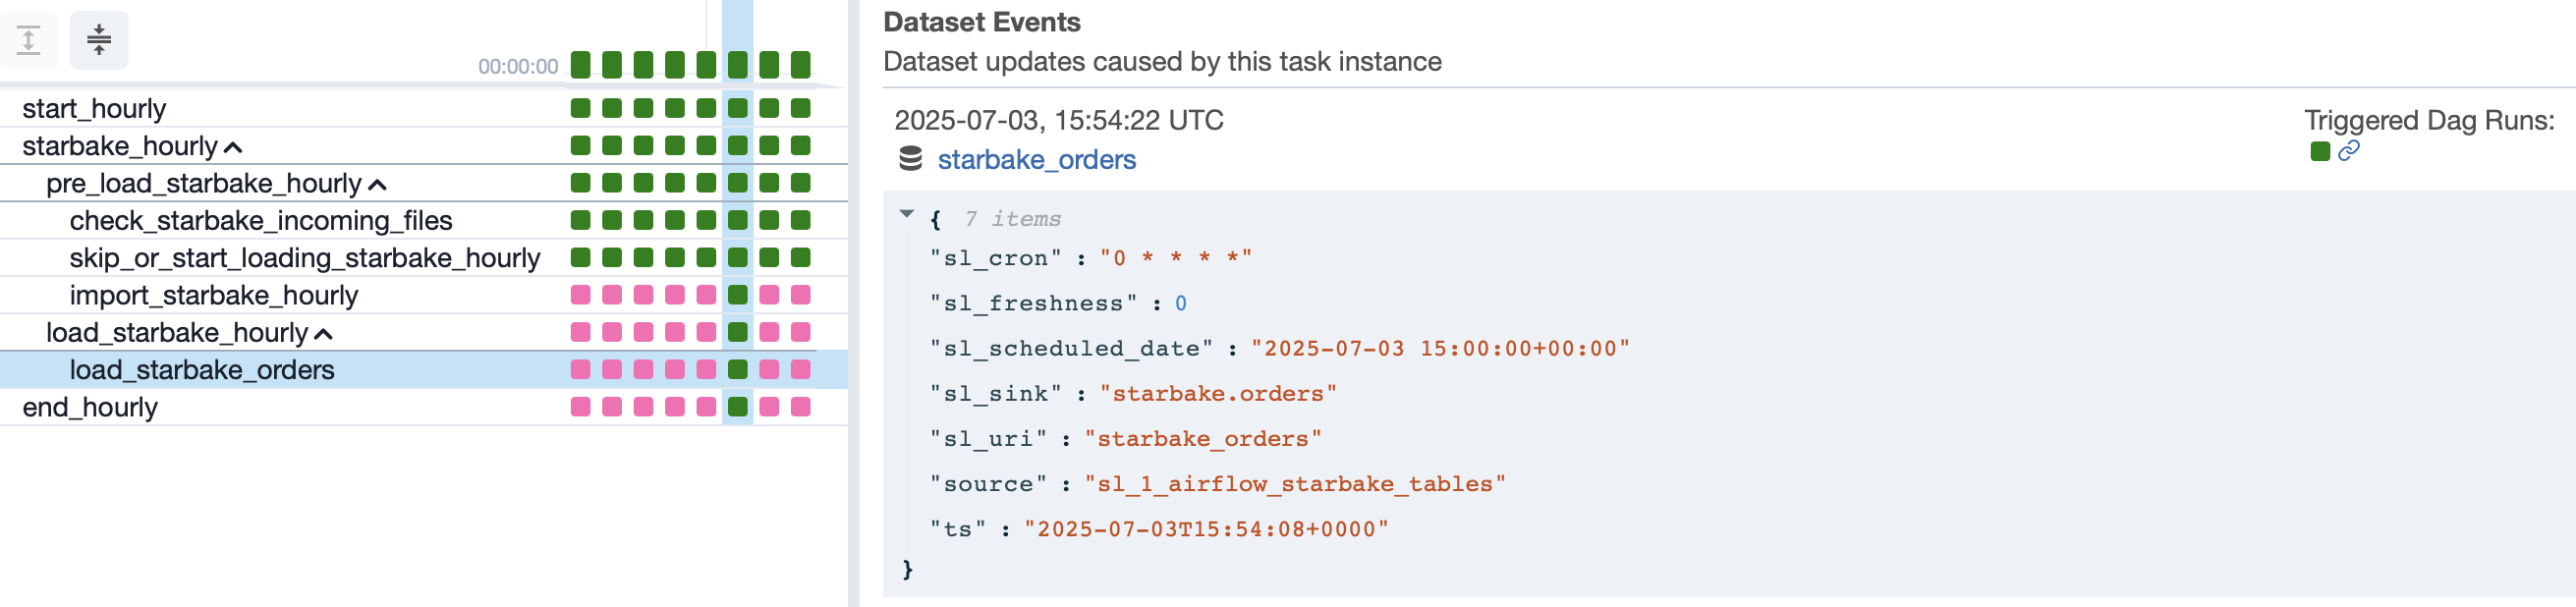 00:00:00
start_hourly
starbake_hourly
pre_load_starbake_hourly
check_starbake_incoming_files
skip_or_start_loading_starbake_hourly
import_starbake_hourly
load_starbake_hourly
load_starbake_orders
end_hourly
Dataset Events
Dataset updates caused by this task instance
2025-07-03, 15:54:22 UTC
Triggered Dag Runs:
starbake_orders
{ 7 items
"sl_cron" : "0 * * * *"
"sl_freshness" : 0
"sl_scheduled_date" : "2025-07-03 15:00:00+00:00"
"sl_sink" : "starbake.orders"
"sl_uri" : "starbake_orders"
"source" : "sl_1_airflow_starbake_tables"
"ts" : "2025-07-03T15:54:08+0000"
}